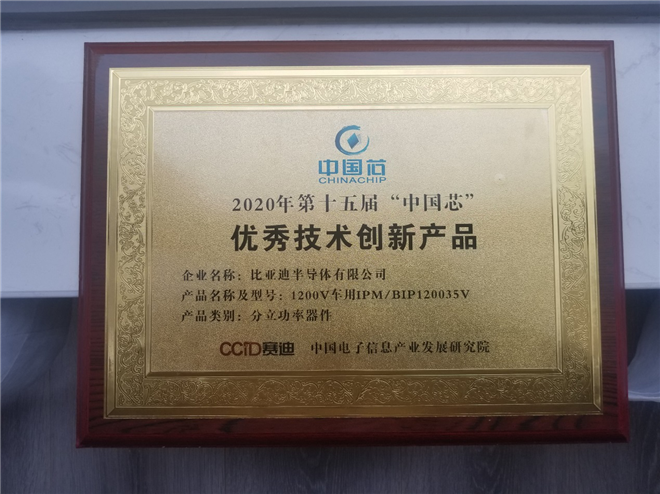 中国芯
CHINACHIP
2020年第十五届“中国芯”
优秀技术创新产品
企业名称：比亚迪半导体有限公司
产品名称及型号：1200V车用IPM/BIP120035V
产品类别：分立功率器件
CCID赛迪 中国电子信息产业发展研究院